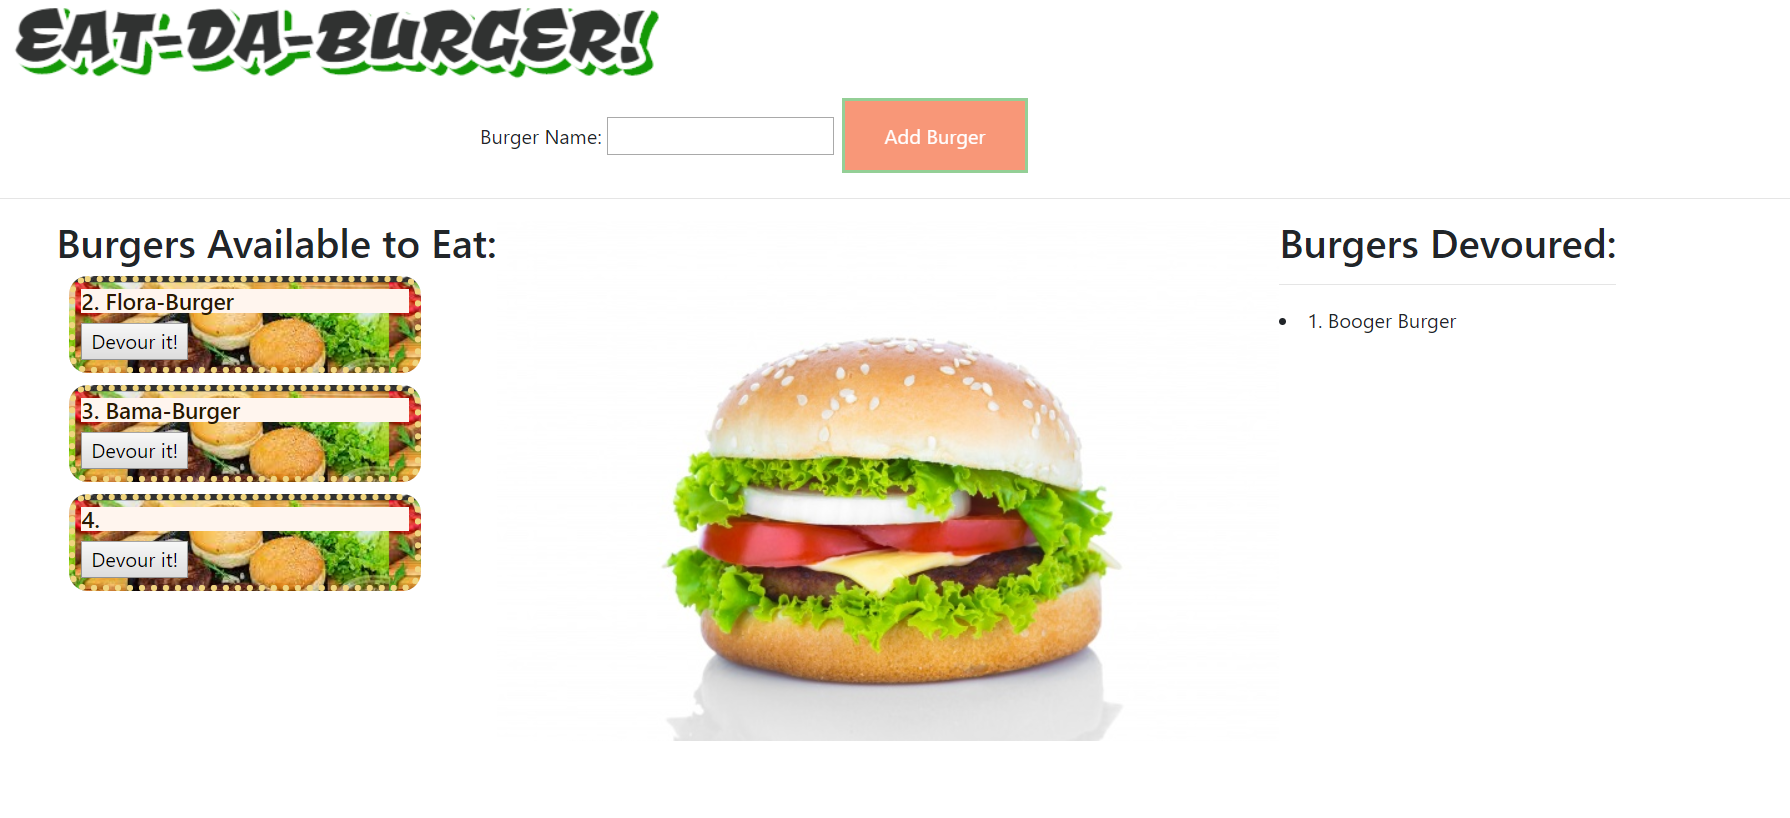 EAT-DA-BURGER!
Burger Name: Add Burger
Burgers Available to Eat:
2. Flora-Burger
Devour it!
3. Bama-Burger
Devour it!
4.
Devour it!
Burgers Devoured:
1. Booger Burger